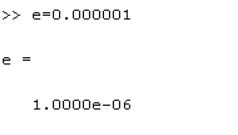 >> e=0.000001
e =
1.0000e-06